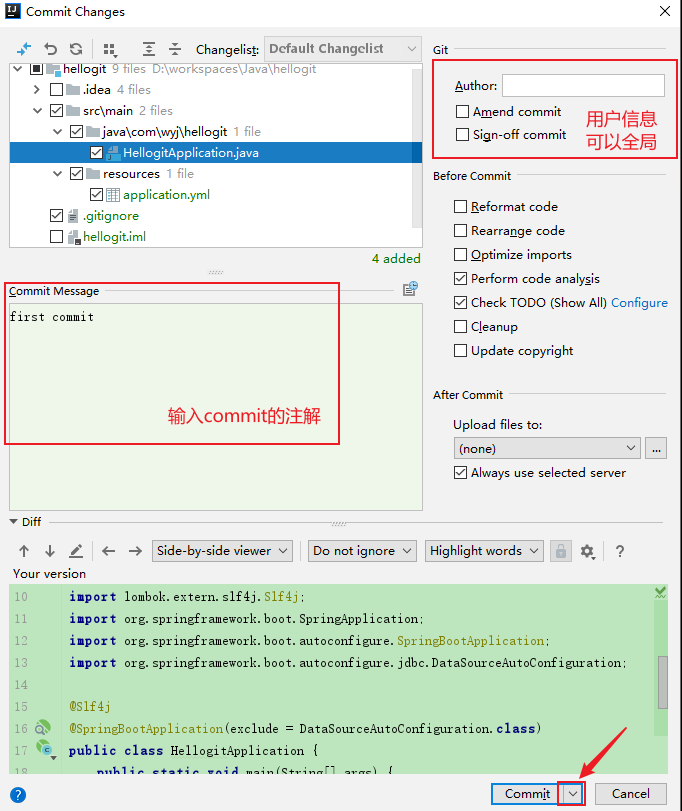 Commit Changes
Changelist: Default Changelist
hellogit 9 files D:\workspaces\Java\hellogit
.idea 4 files
src\main 2 files
java\com\wyj\hellogit 1 file
HellogitApplication.java
resources 1 file
application.yml
.gitignore
hellogit.iml
4 added
Commit Message
first commit
输入commit的注解
Git
Author:
Amend commit
Sign-off commit
用户信息
可以全局
Before Commit
Reformat code
Rearrange code
Optimize imports
Perform code analysis
Check TODO (Show All) Configure
Cleanup
Update copyright
After Commit
Upload files to:
(none) ...
Always use selected server
Diff
Side-by-side viewer Do not ignore Highlight words ?
Your version
10 import lombok.extern.slf4j.Slf4j;
11 import org.springframework.boot.SpringApplication;
12 import org.springframework.boot.autoconfigure.SpringBootApplication;
13 import org.springframework.boot.autoconfigure.jdbc.DataSourceAutoConfiguration;
14
15 @Slf4j
16 @SpringBootApplication(exclude = DataSourceAutoConfiguration.class)
17 public class HellogitApplication {
18 public static void main(String[] args) {
? Commit Cancel